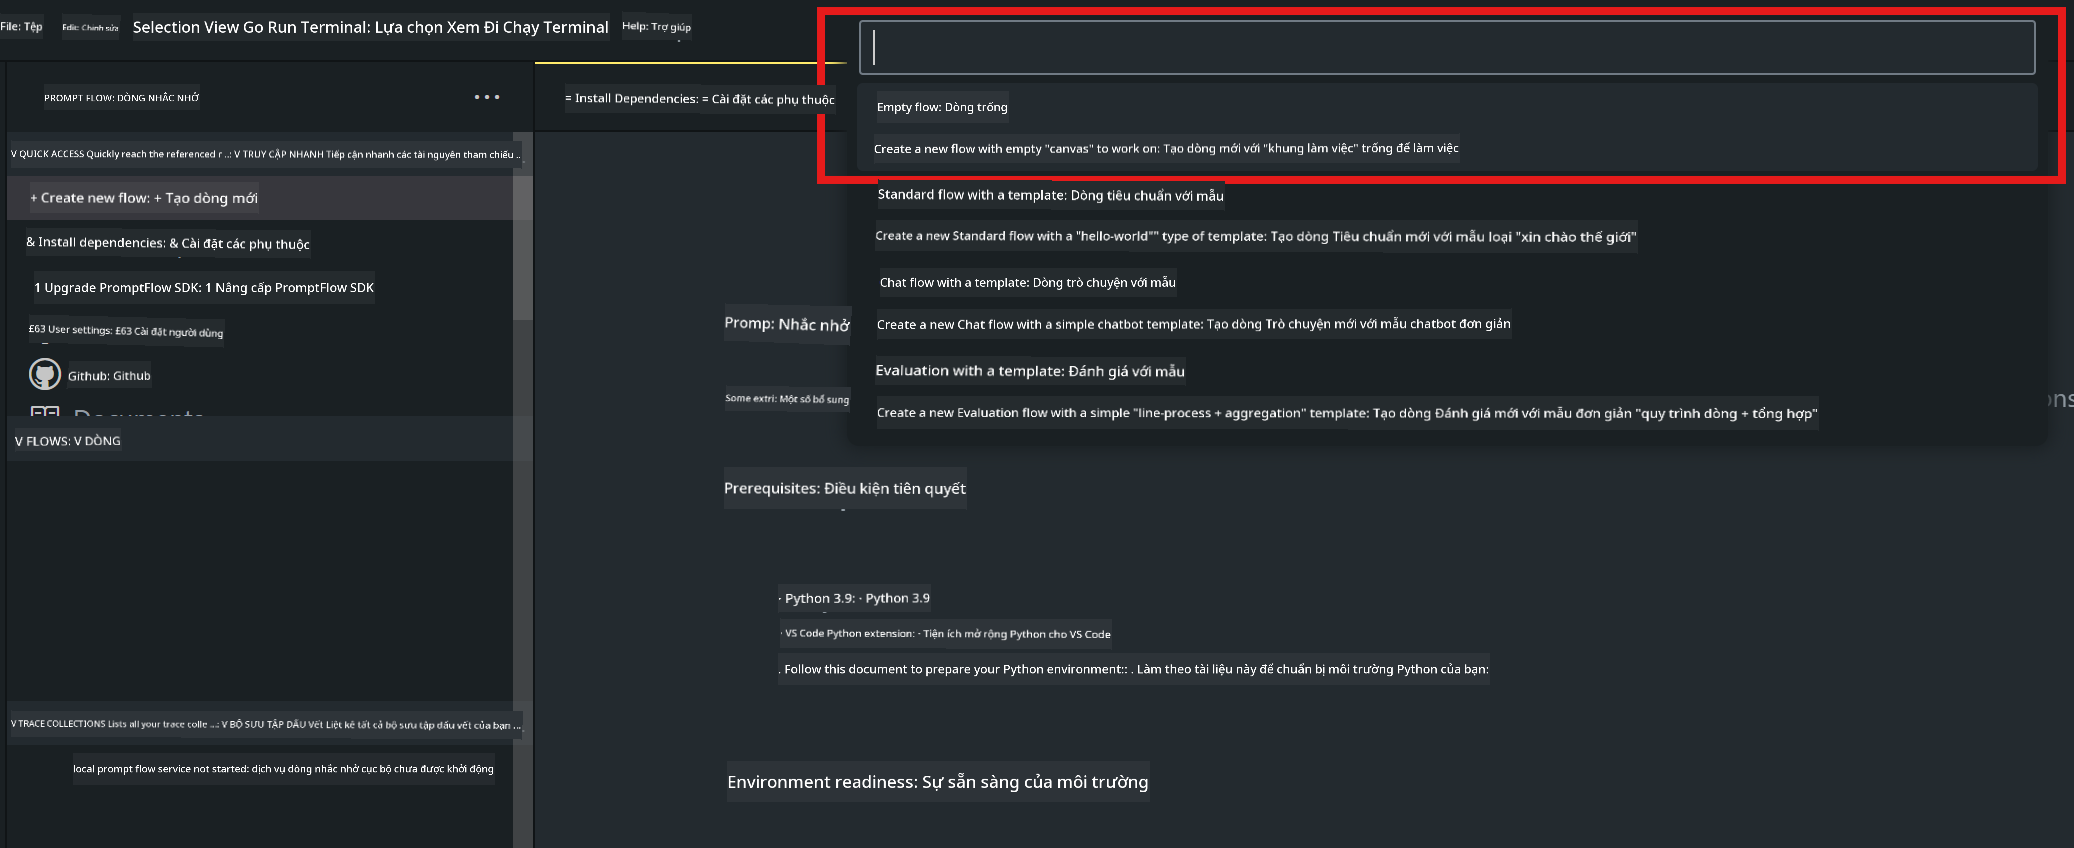 File: Tệp
Edic: Chỉnh sửa
Selection View Go Run Terminal: Lựa chọn Xem Đi Chạy Terminal
Help: Trợ giúp
PROMPT FLOW: DÒNG NHẮC NHỞ
V QUICK ACCESS Quickly reach the referenced r ..: V TRUY CẬP NHANH Tiếp cận nhanh các tài nguyên tham chiếu ..
+ Create new flow: + Tạo dòng mới
& Install dependencies: & Cài đặt các phụ thuộc
1 Upgrade PromptFlow SDK: 1 Nâng cấp PromptFlow SDK
£63 User settings: £63 Cài đặt người dùng
Github: Github
Documents
V FLOWS: V DÒNG
V TRACE COLLECTIONS Lists all your trace colle ...: V BỘ SƯU TẬP DẤU Vết Liệt kê tất cả bộ sưu tập dấu vết của bạn ...
local prompt flow service not started: dịch vụ dòng nhắc nhở cục bộ chưa được khởi động
= Install Dependencies: = Cài đặt các phụ thuộc
Empty flow: Dòng trống
Create a new flow with empty "canvas" to work on: Tạo dòng mới với "khung làm việc" trống để làm việc
Standard flow with a template: Dòng tiêu chuẩn với mẫu
Create a new Standard flow with a "hello-world"" type of template: Tạo dòng Tiêu chuẩn mới với mẫu loại "xin chào thế giới"
Chat flow with a template: Dòng trò chuyện với mẫu
Create a new Chat flow with a simple chatbot template: Tạo dòng Trò chuyện mới với mẫu chatbot đơn giản
Evaluation with a template: Đánh giá với mẫu
Create a new Evaluation flow with a simple "line-process + aggregation" template: Tạo dòng Đánh giá mới với mẫu đơn giản "quy trình dòng + tổng hợp"
Promp: Nhắc nhở
Some extri: Một số bổ sung
Prerequisites: Điều kiện tiên quyết
· Python 3.9: · Python 3.9
· VS Code Python extension: · Tiện ích mở rộng Python cho VS Code
. Follow this document to prepare your Python environment:: . Làm theo tài liệu này để chuẩn bị môi trường Python của bạn:
Environment readiness: Sự sẵn sàng của môi trường